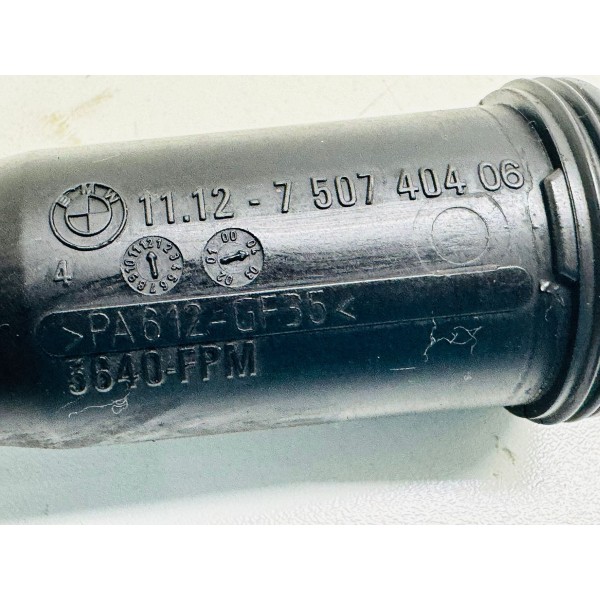 BMW 11.12 - 7 507 404 06
4
>PA612-GF35<
3640-FPM